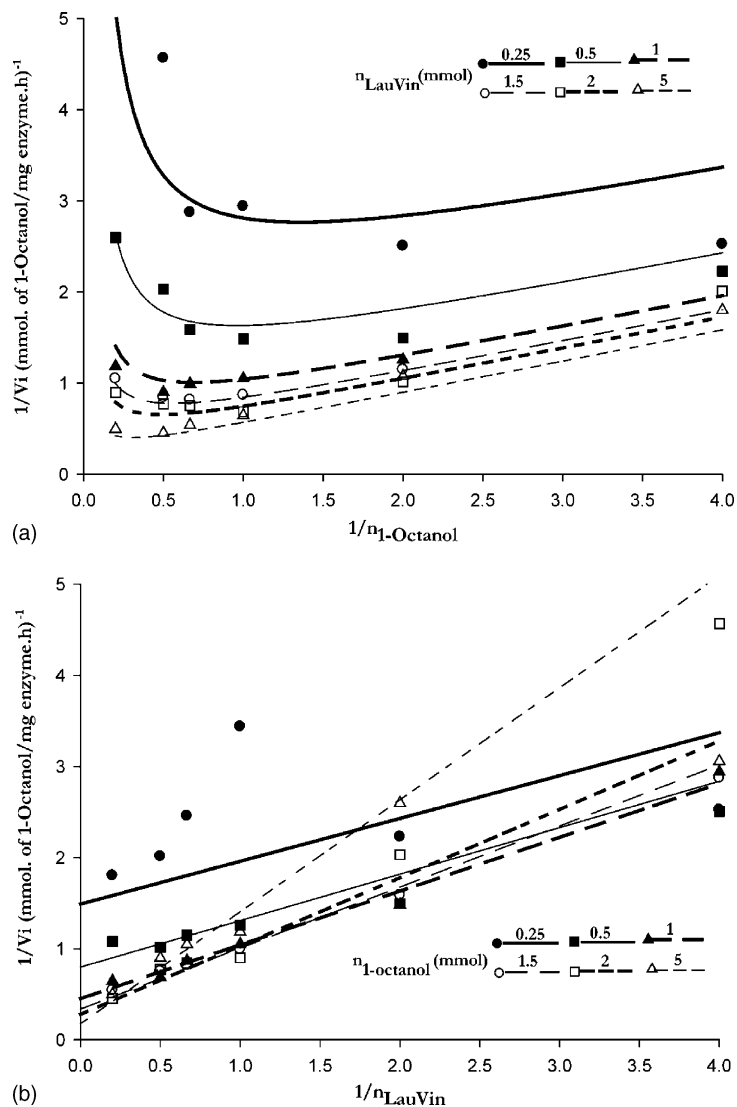 5
4
3
2
1
0
1/Vi (mmol. of 1-Octanol/mg enzyme.h)-1
n LauVin (mmol)
0.25 0.5 1
1.5 2 5
0.0 0.5 1.0 1.5 2.0 2.5 3.0 3.5 4.0
1/n1-Octanol
(a)
5
4
3
2
1
0
1/Vi (mmol. of 1-Octanol/mg enzyme.h)-1
n 1-octanol (mmol)
0.25 0.5 1
1.5 2 5
0.0 0.5 1.0 1.5 2.0 2.5 3.0 3.5 4.0
1/nLauVin
(b)